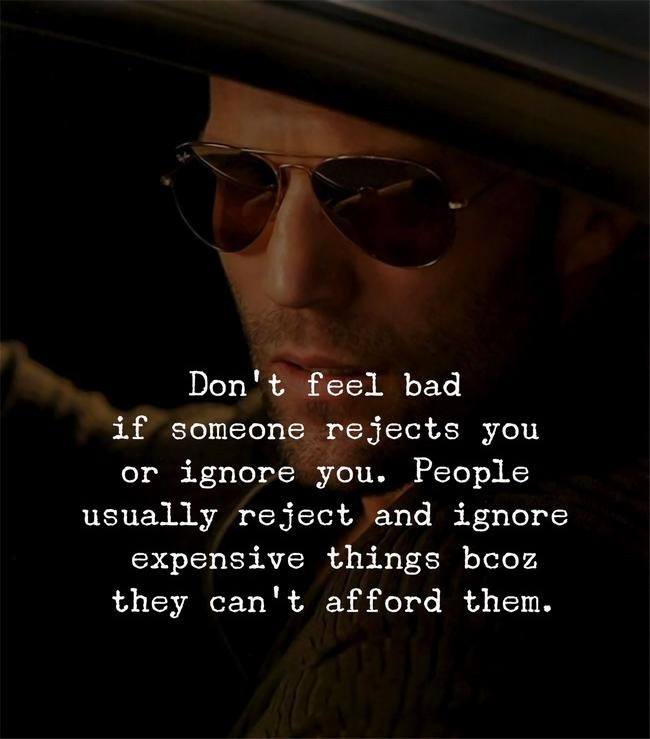 Don't feel bad
if someone rejects you
or ignore you. People
usually reject and ignore
expensive things bcoz
they can't afford them.